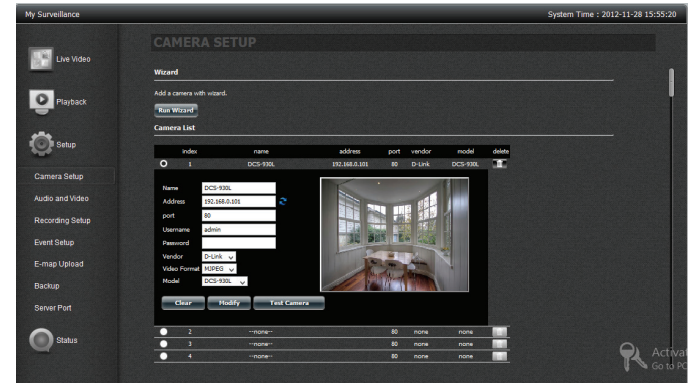 My Surveillance
System Time : 2012-11-28 15:55:20
CAMERA SETUP
Live Video
Playback
Setup
Camera Setup
Audio and Video
Recording Setup
Event Setup
E-map Upload
Backup
Server Port
Status
Wizard
Add a camera with wizard.
Run Wizard
Camera List
index name address port vendor model delete
1 DCS-930L 192.168.0.101 80 D-Link DCS-930L
Name DCS-930L
Address 192.168.0.101
port 80
Username admin
Password
Vendor D-Link
Video Format MJPEG
Model DCS-930L
Clear Modify Test Camera
2 --none-- 80 none none
3 --none-- 80 none none
4 --none-- 80 none none
Activat
Go to PC